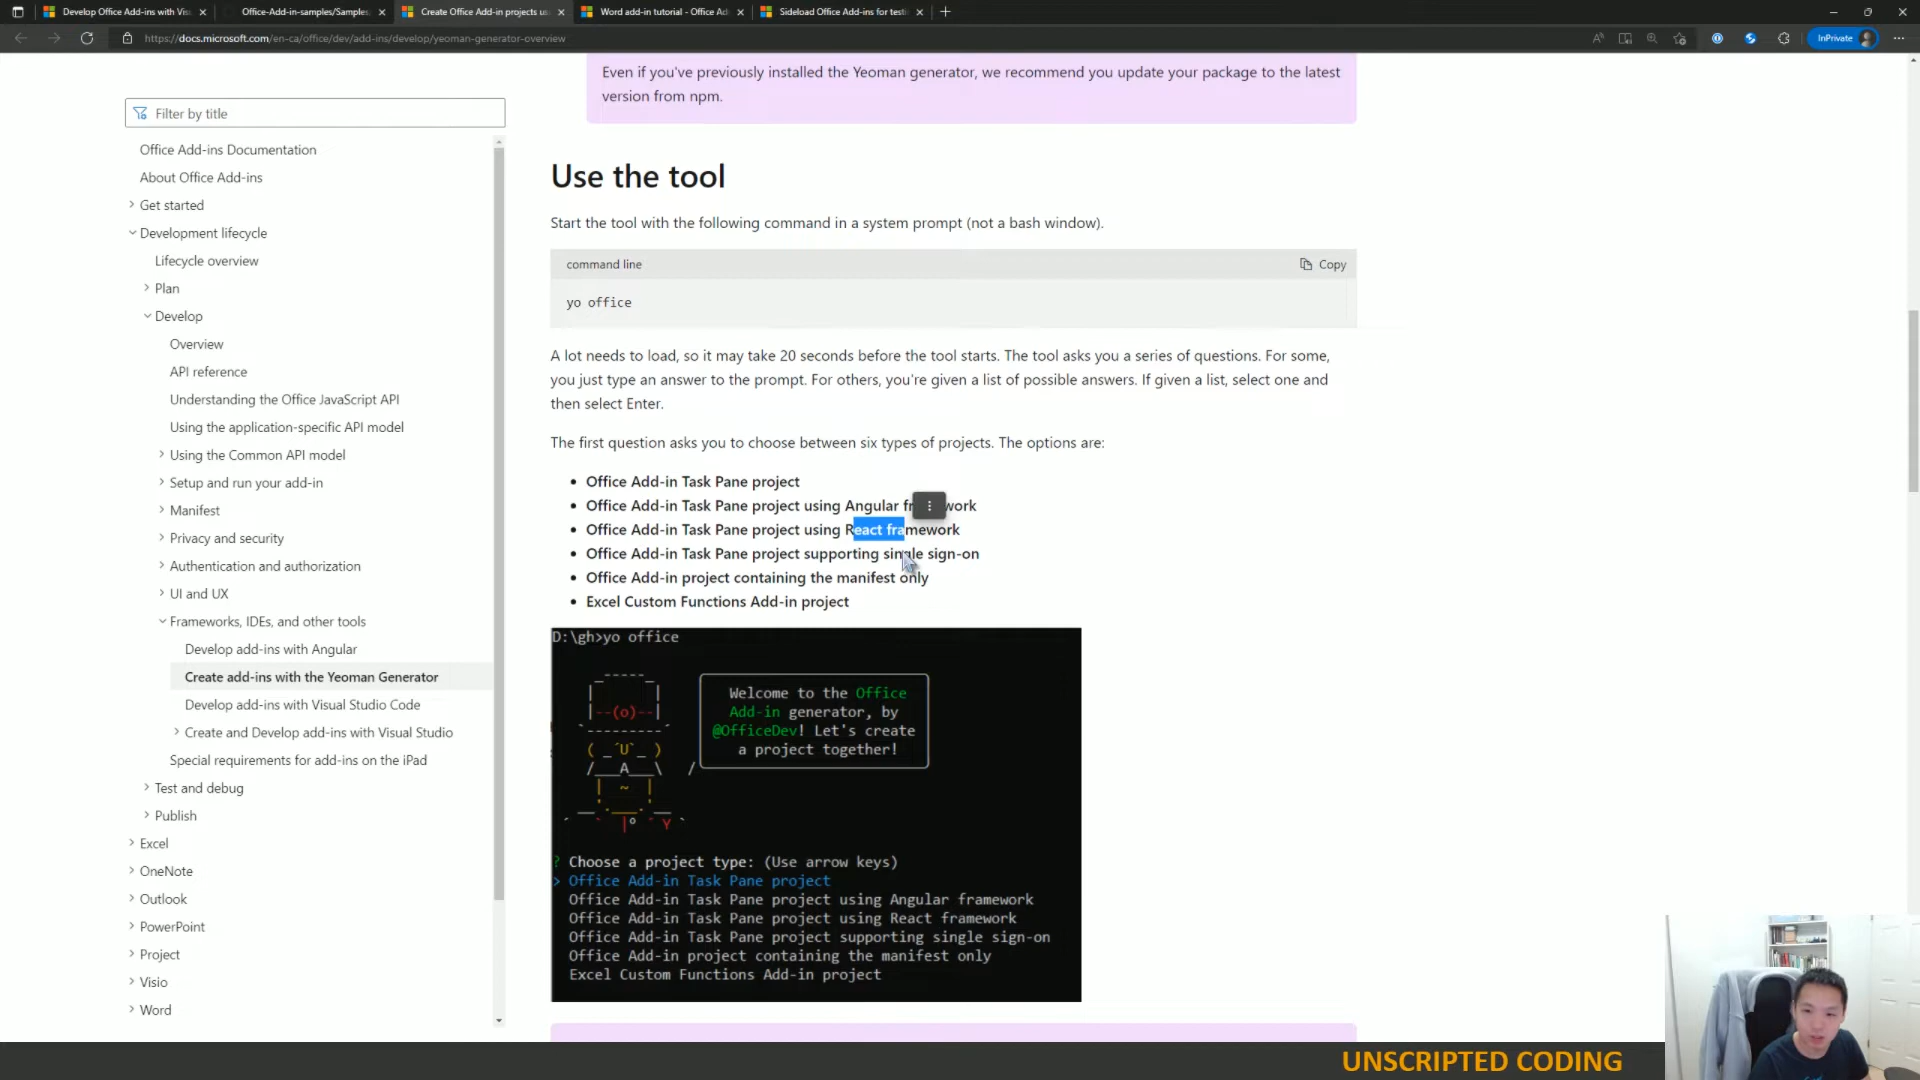 Develop Office Add-ins with Visu
Office-Add-in-samples/Samples
Create Office Add-in projects us
Word add-in tutorial - Office Ad
Sideload Office Add-ins for testi
https://docs.microsoft.com/en-ca/office/dev/add-ins/develop/yeoman-generator-overview
InPrivate
Filter by title
Office Add-ins Documentation
About Office Add-ins
Get started
Development lifecycle
Lifecycle overview
Plan
Develop
Overview
API reference
Understanding the Office JavaScript API
Using the application-specific API model
Using the Common API model
Setup and run your add-in
Manifest
Privacy and security
Authentication and authorization
UI and UX
Frameworks, IDEs, and other tools
Develop add-ins with Angular
Create add-ins with the Yeoman Generator
Develop add-ins with Visual Studio Code
Create and Develop add-ins with Visual Studio
Special requirements for add-ins on the iPad
Test and debug
Publish
Excel
OneNote
Outlook
PowerPoint
Project
Visio
Word
Even if you've previously installed the Yeoman generator, we recommend you update your package to the latest
version from npm.
Use the tool
Start the tool with the following command in a system prompt (not a bash window).
command line
Copy
yo office
A lot needs to load, so it may take 20 seconds before the tool starts. The tool asks you a series of questions. For some,
you just type an answer to the prompt. For others, you're given a list of possible answers. If given a list, select one and
then select Enter.
The first question asks you to choose between six types of projects. The options are:
• Office Add-in Task Pane project
• Office Add-in Task Pane project using Angular fr work
• Office Add-in Task Pane project using React framework
• Office Add-in Task Pane project supporting single sign-on
• Office Add-in project containing the manifest only
• Excel Custom Functions Add-in project
D:\gh>yo office
Welcome to the Office
Add-in generator, by
@OfficeDev! Let's create
a project together!
? Choose a project type: (Use arrow keys)
> Office Add-in Task Pane project
Office Add-in Task Pane project using Angular framework
Office Add-in Task Pane project using React framework
Office Add-in Task Pane project supporting single sign-on
Office Add-in project containing the manifest only
Excel Custom Functions Add-in project
UNSCRIPTED CODING